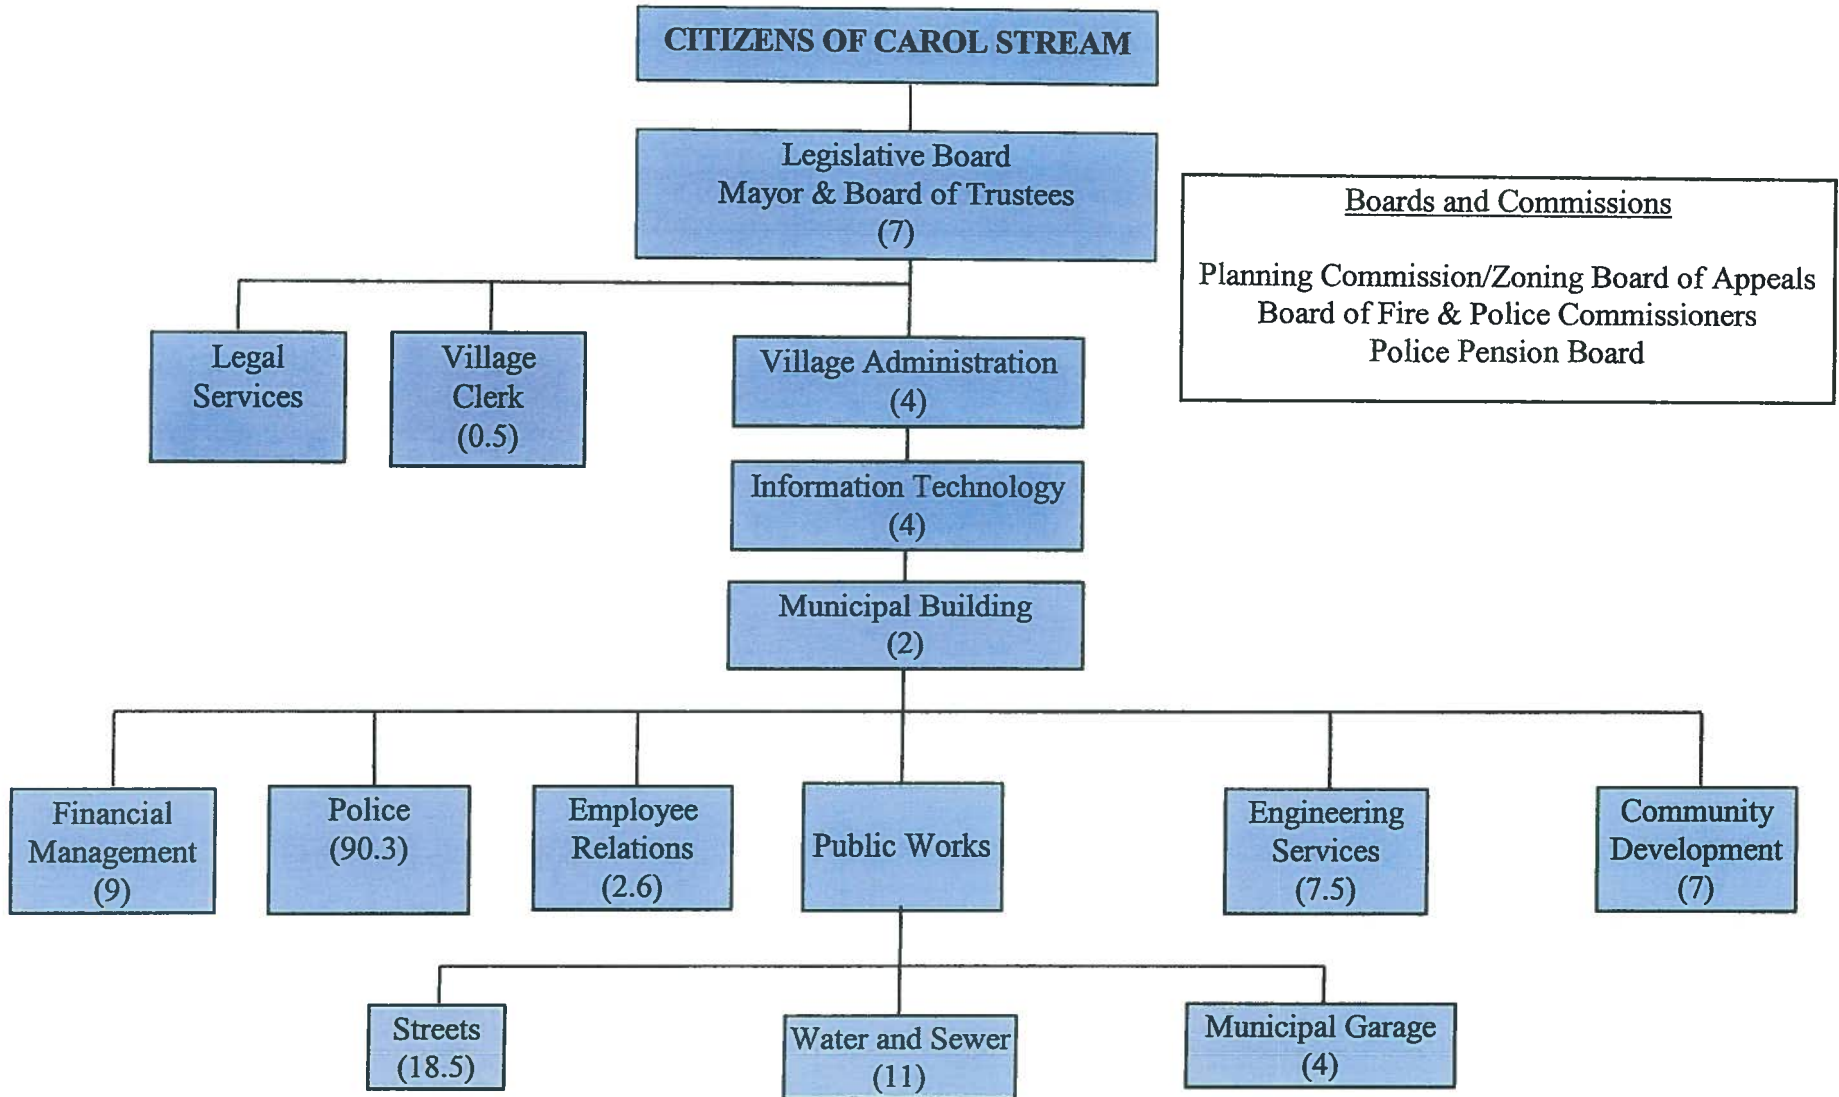 CITIZENS OF CAROL STREAM
Legislative Board
Mayor & Board of Trustees
(7)
Boards and Commissions
Planning Commission/Zoning Board of Appeals
Board of Fire & Police Commissioners
Police Pension Board
Legal
Services
Village
Clerk
(0.5)
Village Administration
(4)
Information Technology
(4)
Municipal Building
(2)
Financial
Management
(9)
Police
(90.3)
Employee
Relations
(2.6)
Public Works
Engineering
Services
(7.5)
Community
Development
(7)
Streets
(18.5)
Water and Sewer
(11)
Municipal Garage
(4)